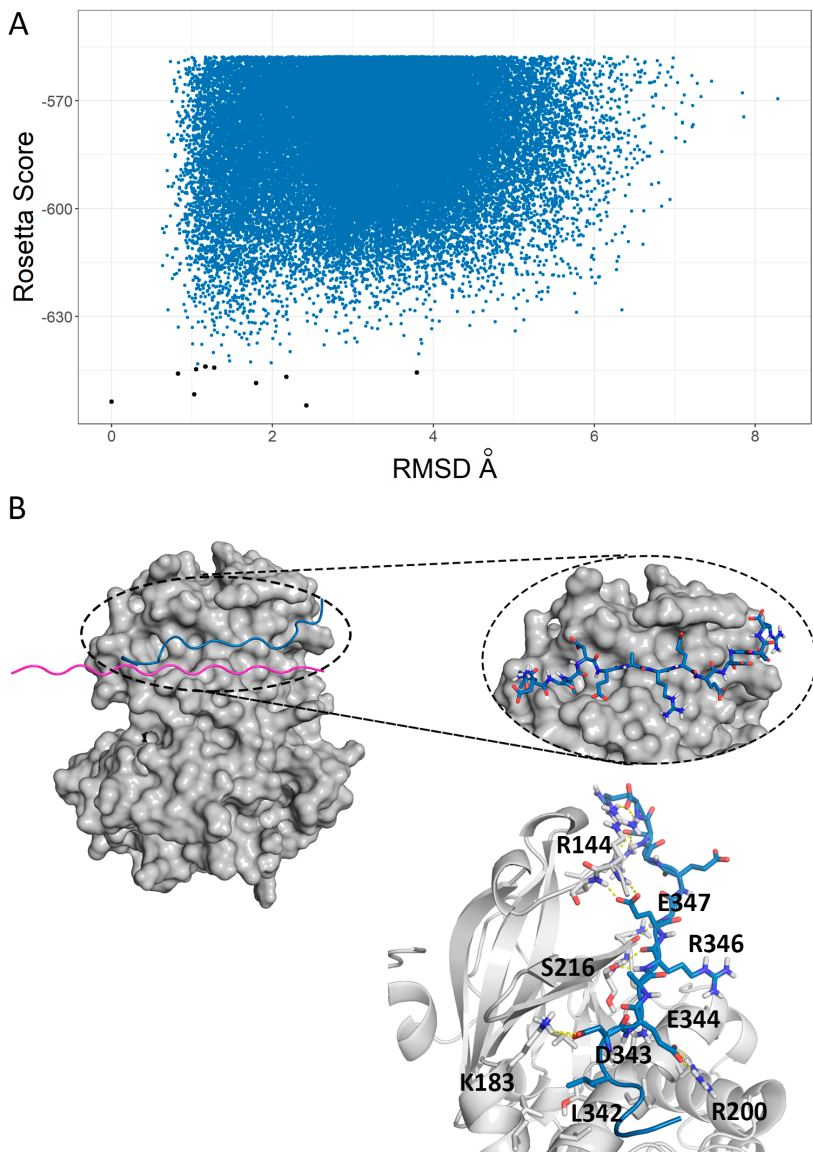 A
Rosetta Score
-570
-600
-630
0 2 4 6 8
RMSD Å
B
R144
E347
R346
S216
E344
D343
K183
L342
R200